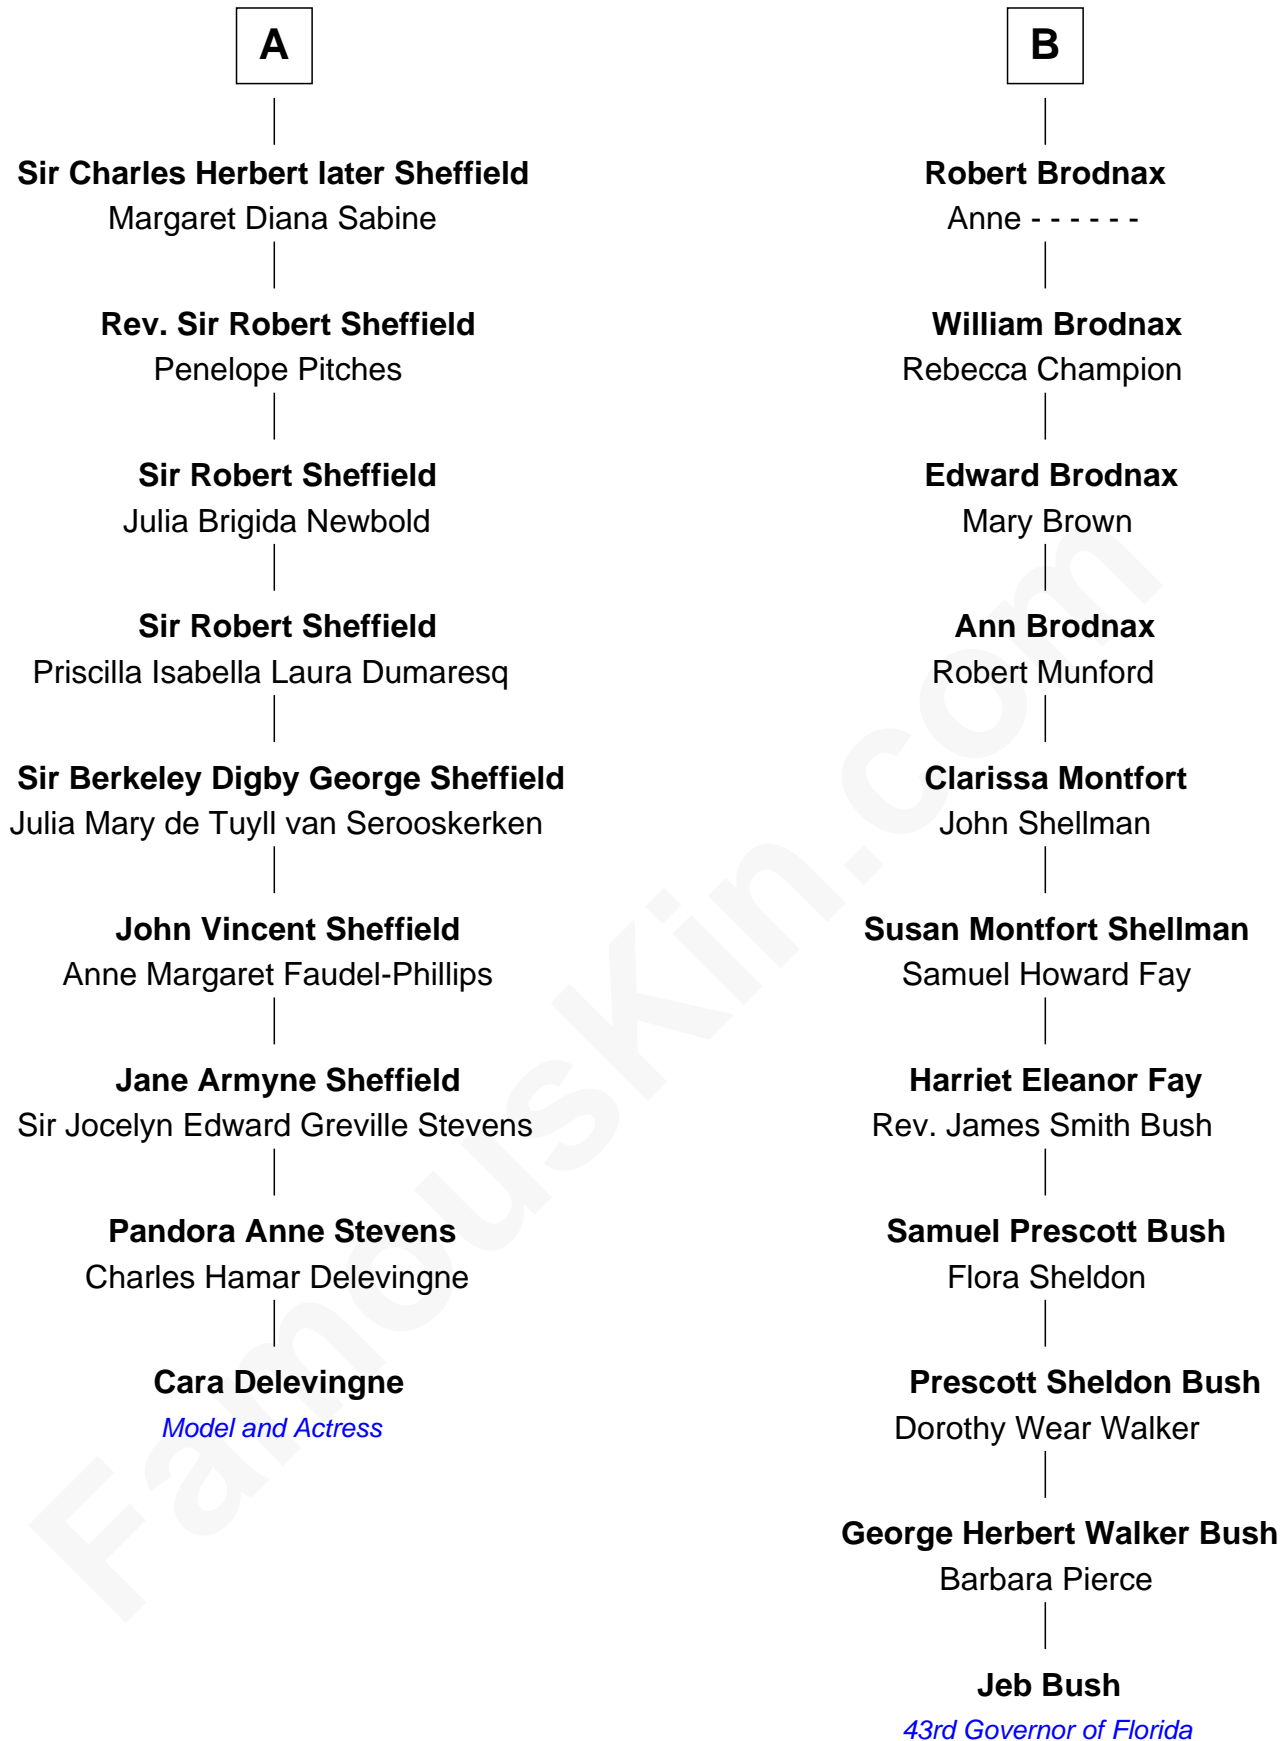 A
Sir Charles Herbert later Sheffield
Margaret Diana Sabine
Rev. Sir Robert Sheffield
Penelope Pitches
Sir Robert Sheffield
Julia Brigida Newbold
Sir Robert Sheffield
Priscilla Isabella Laura Dumaresq
Sir Berkeley Digby George Sheffield
Julia Mary de Tuyll van Serooskerken
John Vincent Sheffield
Anne Margaret Faudel-Phillips
Jane Armyne Sheffield
Sir Jocelyn Edward Greville Stevens
Pandora Anne Stevens
Charles Hamar Delevingne
Cara Delevingne
Model and Actress
B
Robert Brodnax
Anne - - - - - -
William Brodnax
Rebecca Champion
Edward Brodnax
Mary Brown
Ann Brodnax
Robert Munford
Clarissa Montfort
John Shellman
Susan Montfort Shellman
Samuel Howard Fay
Harriet Eleanor Fay
Rev. James Smith Bush
Samuel Prescott Bush
Flora Sheldon
Prescott Sheldon Bush
Dorothy Wear Walker
George Herbert Walker Bush
Barbara Pierce
Jeb Bush
43rd Governor of Florida
FamousKin.com